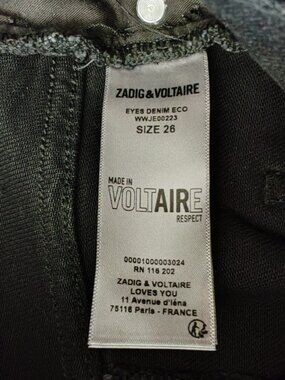 ZADIG & VOLTAIRE
EYES DENIM ECO
WWJE00223
SIZE 26
MADE IN
VOLTAIRE
RESPECT
00001000003024
RN 116 202
ZADIG & VOLTAIRE
LOVES YOU
11 Avenue d'Iéna
75116 Paris - FRANCE